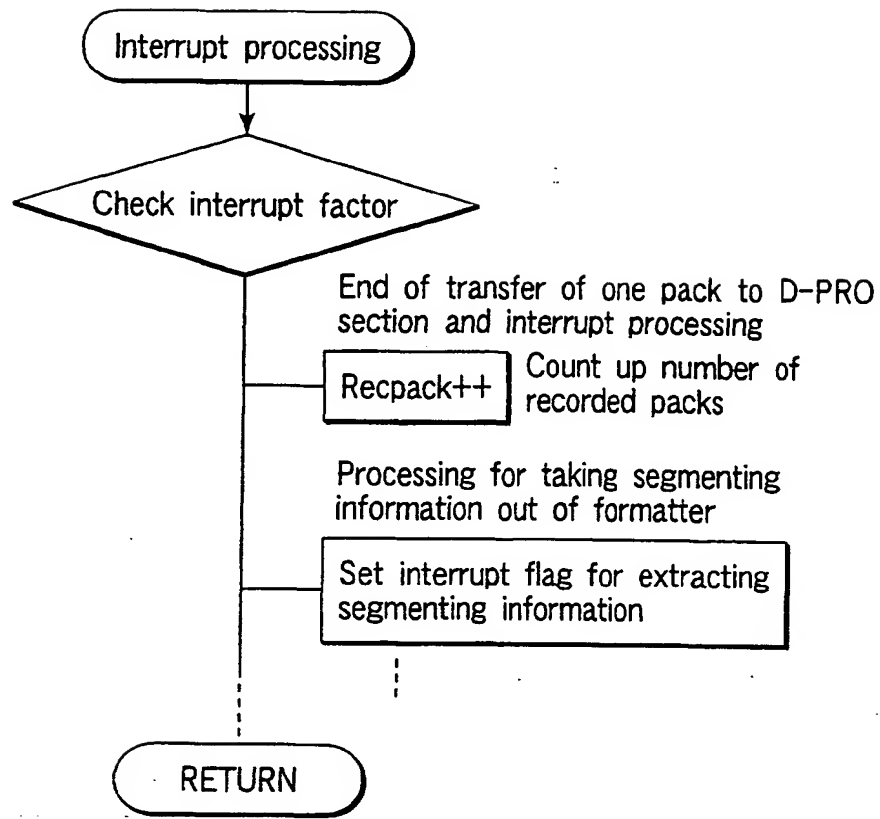 Interrupt processing
Check interrupt factor
End of transfer of one pack to D-PRO
section and interrupt processing
Recpack++
Count up number of
recorded packs
Processing for taking segmenting
information out of formatter
Set interrupt flag for extracting
segmenting information
RETURN